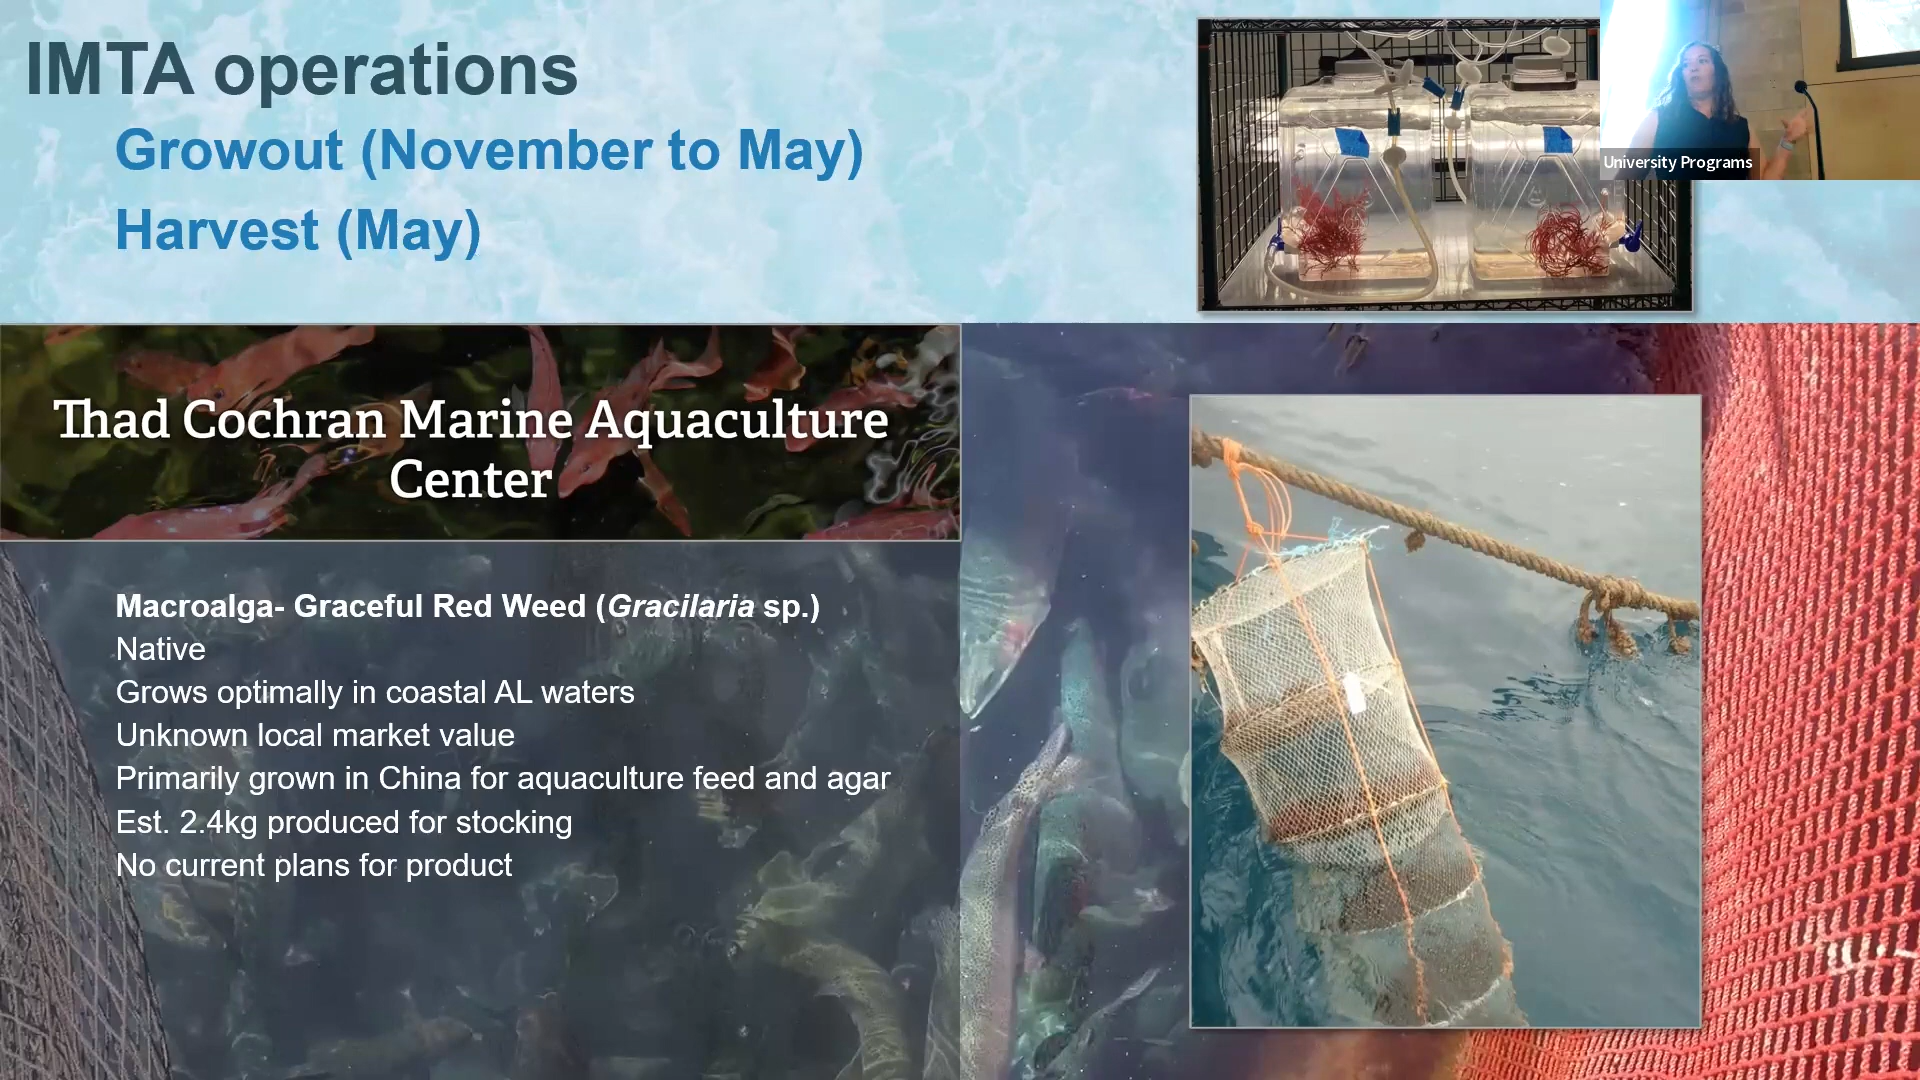 IMTA operations
Growout (November to May)
Harvest (May)
University Programs
Thad Cochran Marine Aquaculture
Center
Macroalga- Graceful Red Weed (Gracilaria sp.)
Native
Grows optimally in coastal AL waters
Unknown local market value
Primarily grown in China for aquaculture feed and agar
Est. 2.4kg produced for stocking
No current plans for product